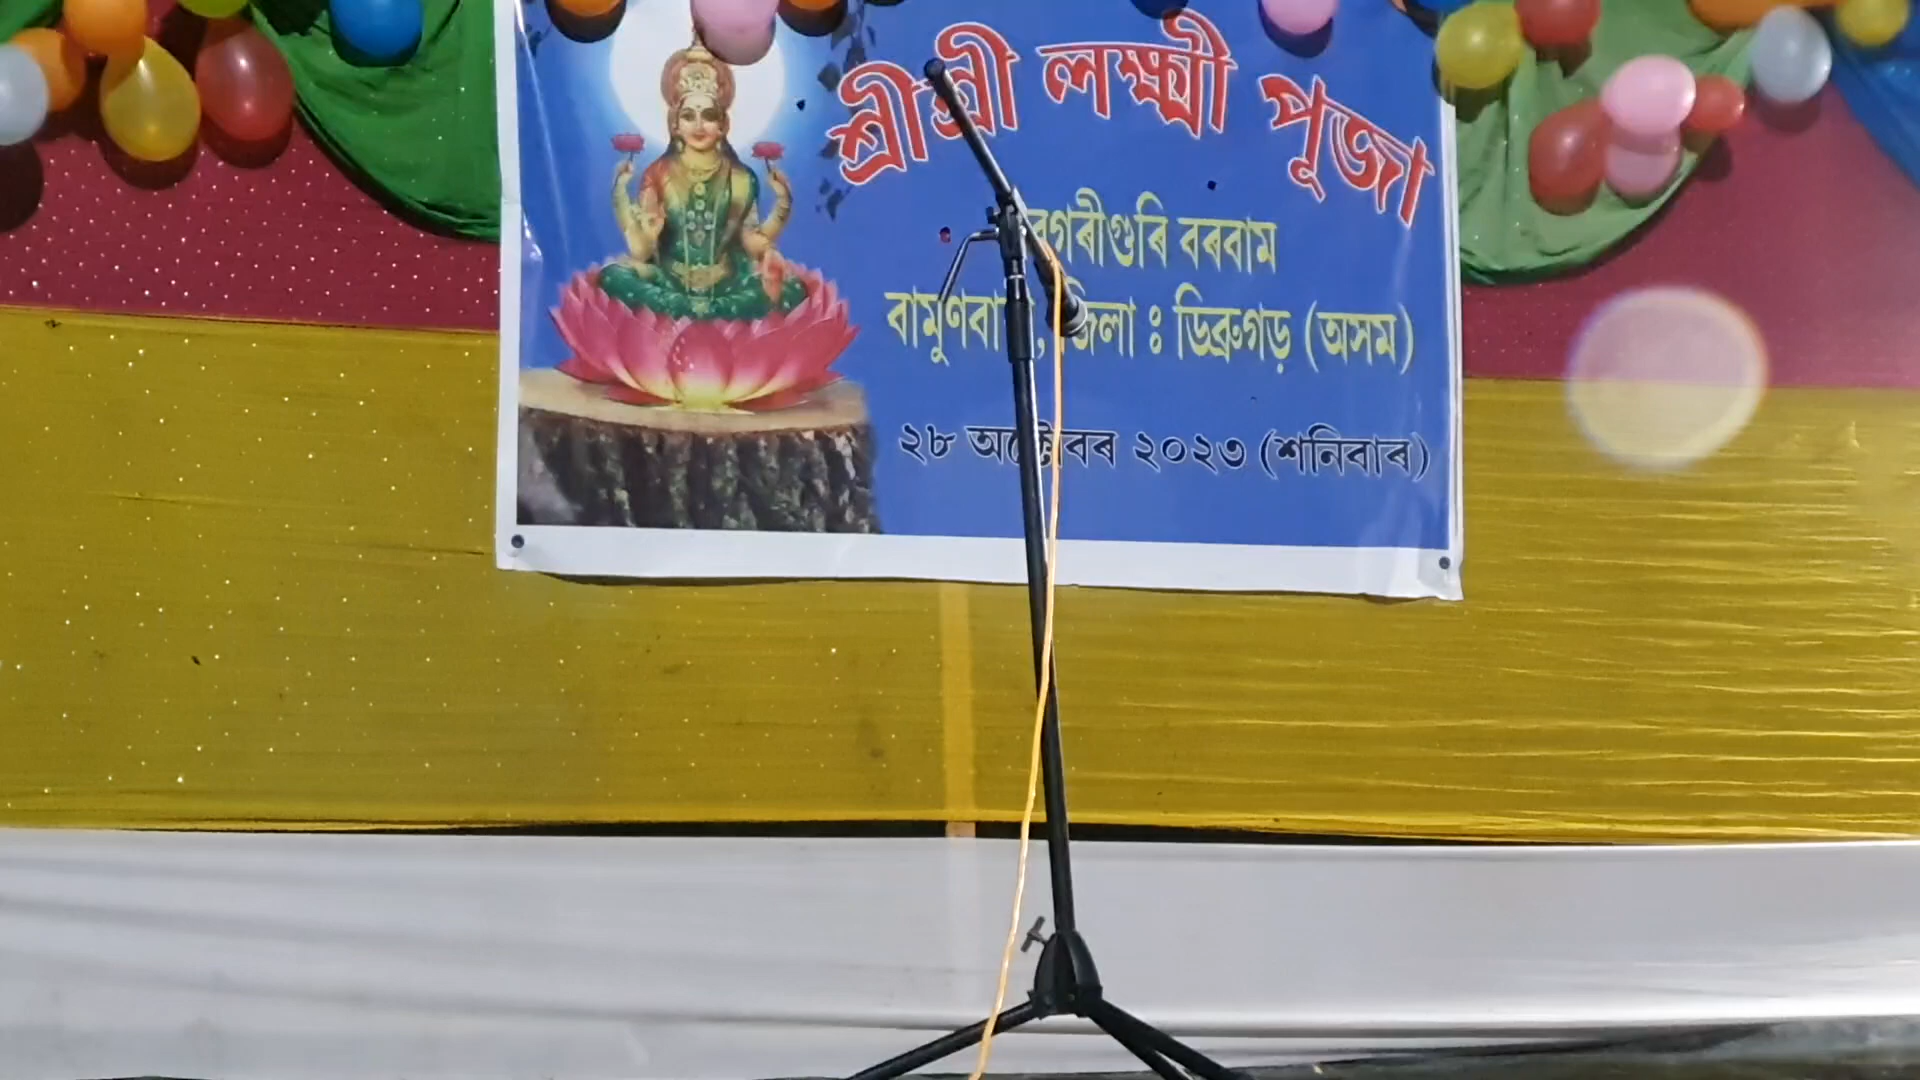 শ্রীশ্রী লক্ষ্মী পূজা
বৰবাম
জিলা : ডিব্ৰুগড় (অসম)
২৮ অক্টোবৰ ২০২৩ (শনিবাৰ)